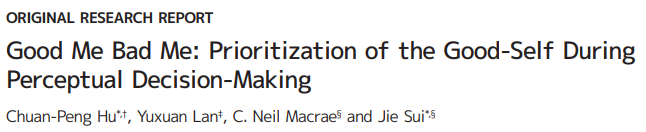 ORIGINAL RESEARCH REPORT
Good Me Bad Me: Prioritization of the Good-Self During
Perceptual Decision-Making
Chuan-Peng Hu*,†, Yuxuan Lan‡, C. Neil Macrae§ and Jie Sui*,§